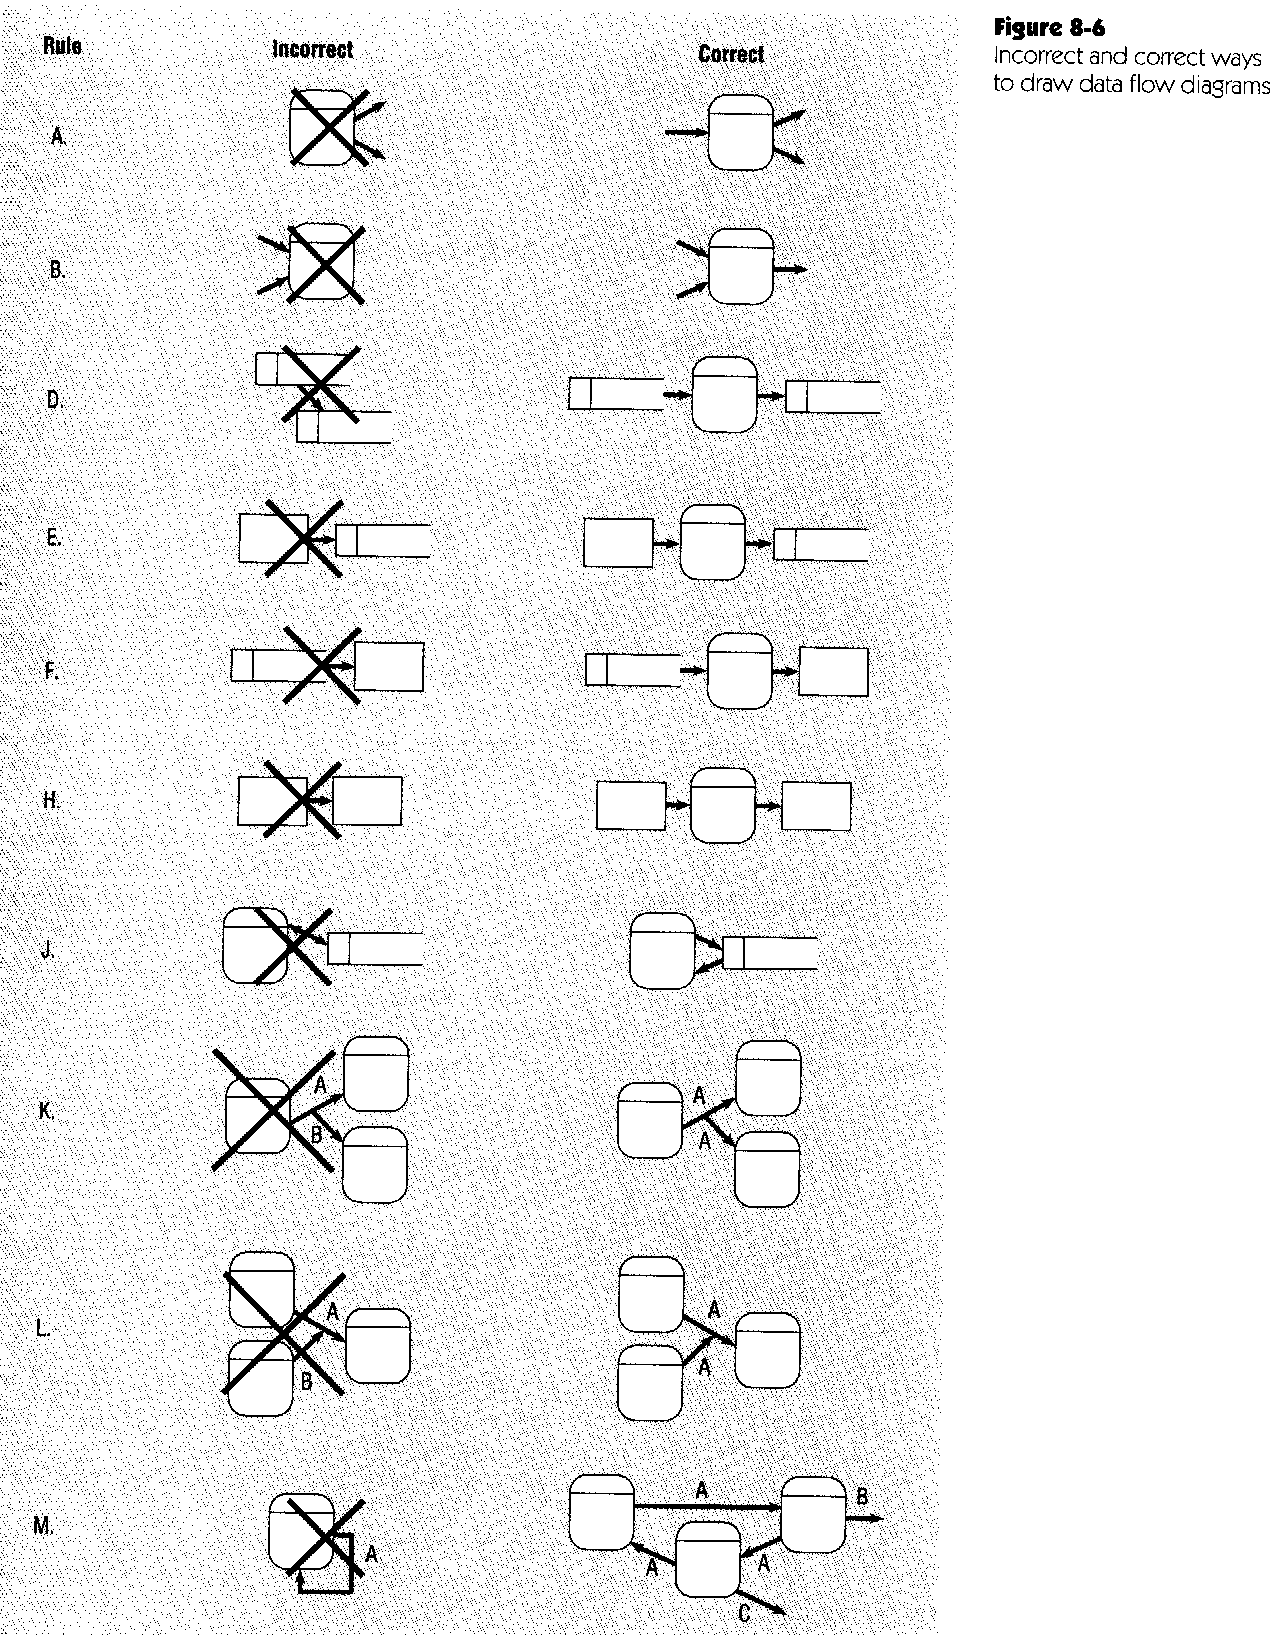 Figure 8-6
Incorrect and correct ways
to draw data flow diagrams
Rule Incorrect Correct
A.
B.
D.
E.
F.
H.
J.
K. A B A A
L. A B A A
M. A A B A A C